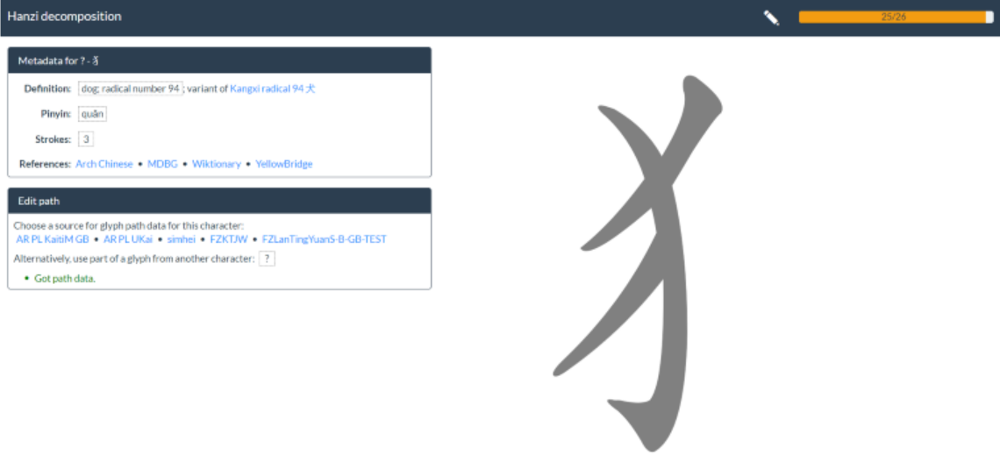 Hanzi decomposition
25/26
Metadata for ? - 犭
Definition: dog; radical number 94 ; variant of Kangxi radical 94 犬
Pinyin: quǎn
Strokes: 3
References: Arch Chinese • MDBG • Wiktionary • YellowBridge
Edit path
Choose a source for glyph path data for this character:
AR PL KaitiM GB • AR PL UKai • simhei • FZKTJW • FZLanTingYuanS-B-GB-TEST
Alternatively, use part of a glyph from another character: ?
• Got path data.
犭